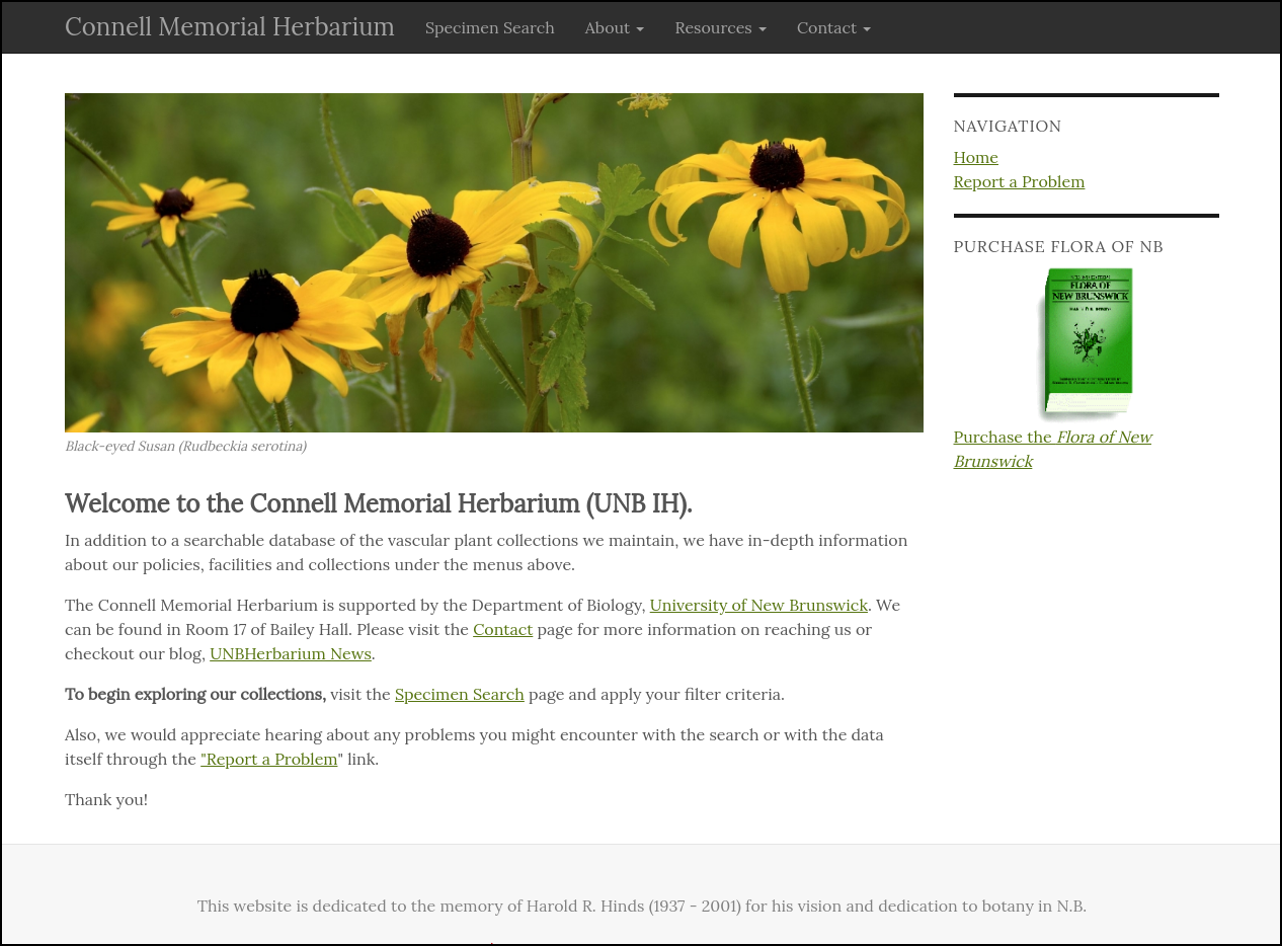 Connell Memorial Herbarium
Specimen Search
About
Resources
Contact
Black-eyed Susan (Rudbeckia serotina)
Welcome to the Connell Memorial Herbarium (UNB IH).
In addition to a searchable database of the vascular plant collections we maintain, we have in-depth information
about our policies, facilities and collections under the menus above.
The Connell Memorial Herbarium is supported by the Department of Biology, University of New Brunswick. We
can be found in Room 17 of Bailey Hall. Please visit the Contact page for more information on reaching us or
checkout our blog, UNBHerbarium News.
To begin exploring our collections, visit the Specimen Search page and apply your filter criteria.
Also, we would appreciate hearing about any problems you might encounter with the search or with the data
itself through the "Report a Problem" link.
Thank you!
NAVIGATION
Home
Report a Problem
PURCHASE FLORA OF NB
FLORA OF
NEW BRUNSWICK
Purchase the Flora of New
Brunswick
This website is dedicated to the memory of Harold R. Hinds (1937 - 2001) for his vision and dedication to botany in N.B.